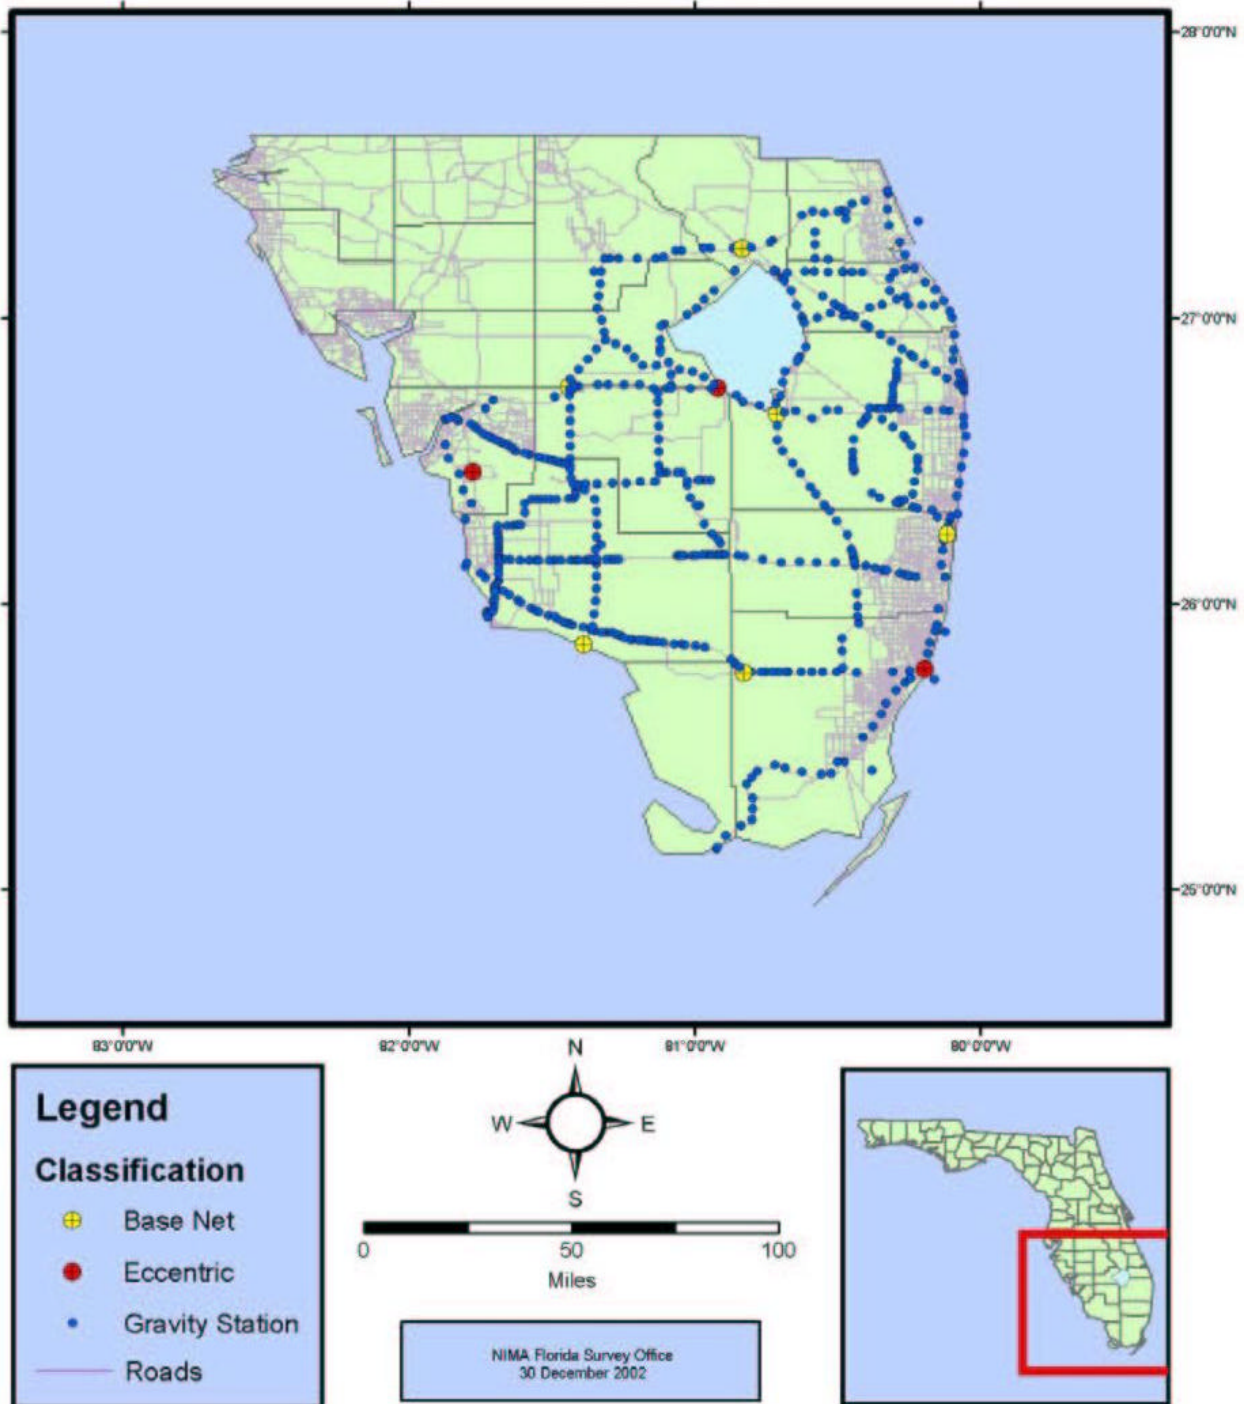 28°0'0"N
27°0'0"N
26°0'0"N
25°0'0"N
83°0'0"W 82°0'0"W 81°0'0"W 80°0'0"W
N
W E
S
0 50 100
Miles
NIMA Florida Survey Office
30 December 2002
Legend
Classification
Base Net
Eccentric
Gravity Station
Roads